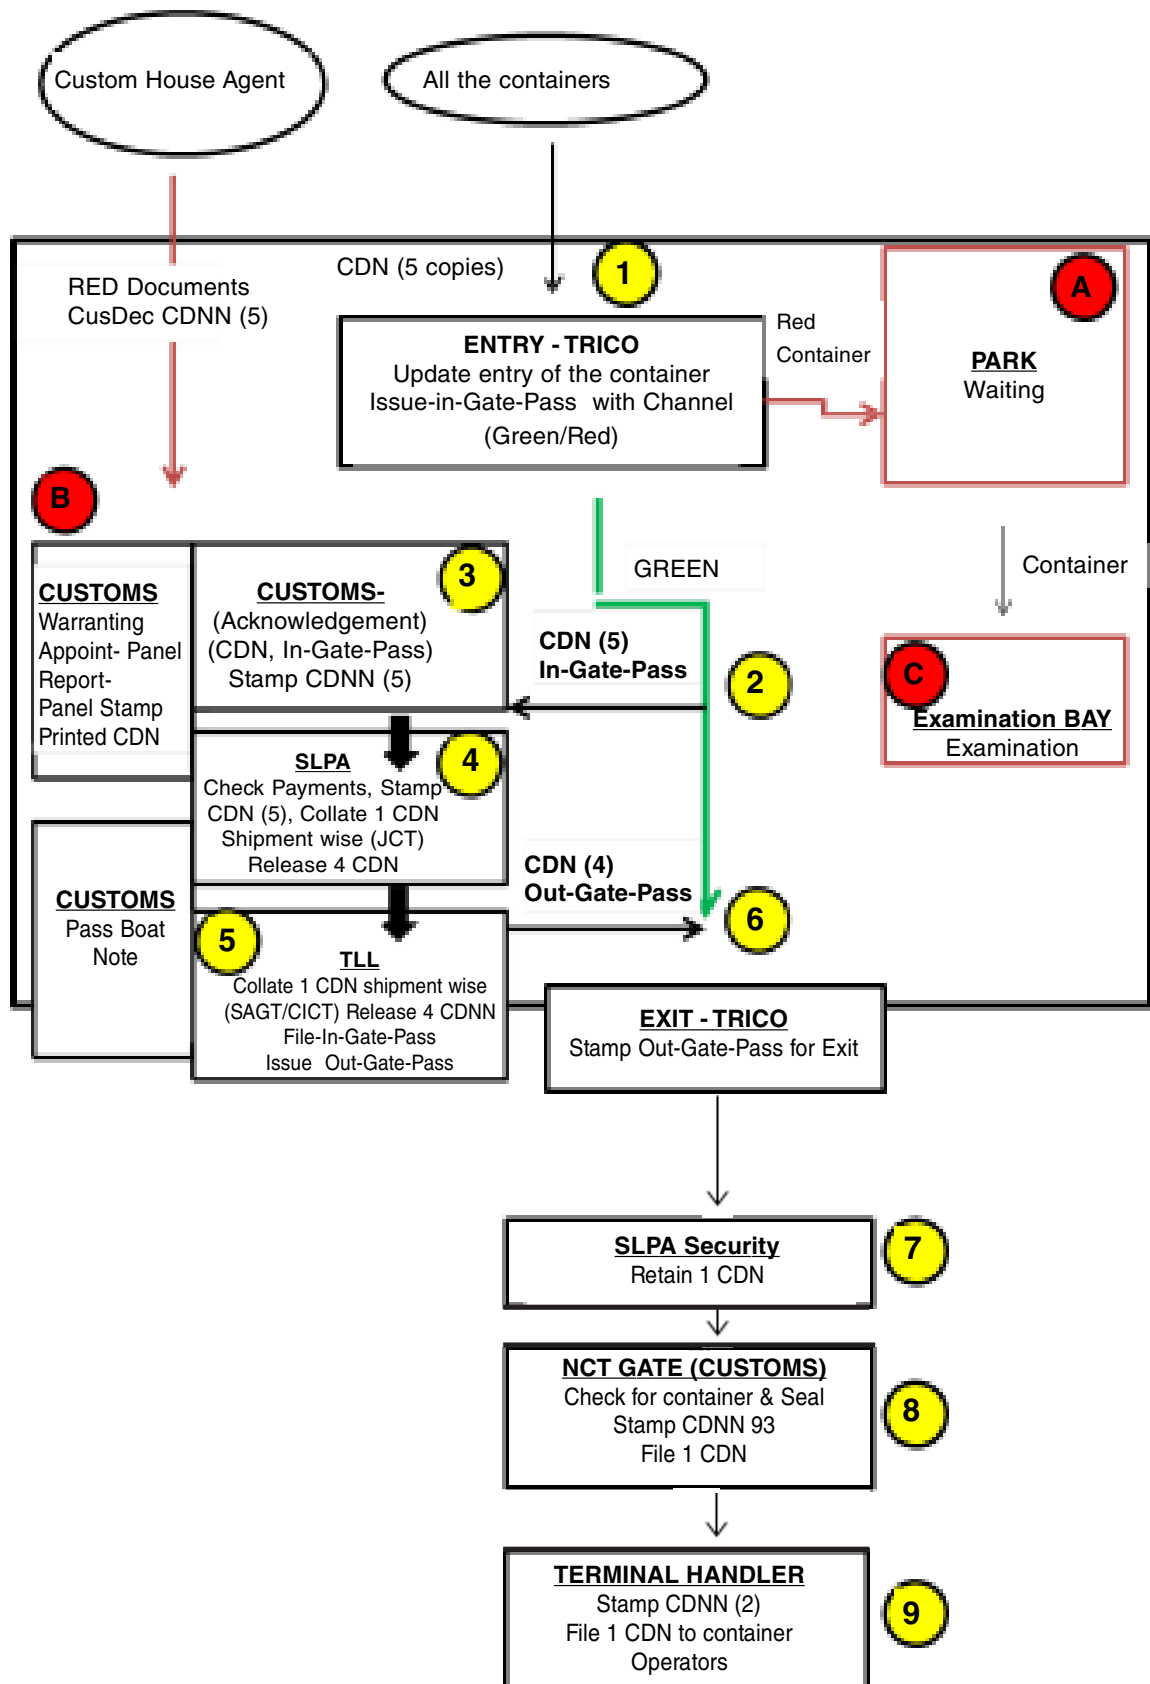 Custom House Agent
All the containers
RED Documents
CusDec CDNN (5)
CDN (5 copies)
1
ENTRY - TRICO
Update entry of the container
Issue-in-Gate-Pass with Channel
(Green/Red)
Red
Container
A
PARK
Waiting
B
CUSTOMS
Warranting
Appoint- Panel
Report-
Panel Stamp
Printed CDN
3
CUSTOMS-
(Acknowledgement)
(CDN, In-Gate-Pass)
Stamp CDNN (5)
GREEN
CDN (5)
In-Gate-Pass
2
Container
C
Examination BAY
Examination
4
SLPA
Check Payments, Stamp
CDN (5), Collate 1 CDN
Shipment wise (JCT)
Release 4 CDN
CDN (4)
Out-Gate-Pass
6
CUSTOMS
Pass Boat
Note
5
TLL
Collate 1 CDN shipment wise
(SAGT/CICT) Release 4 CDNN
File-In-Gate-Pass
Issue Out-Gate-Pass
EXIT - TRICO
Stamp Out-Gate-Pass for Exit
SLPA Security
Retain 1 CDN
7
NCT GATE (CUSTOMS)
Check for container & Seal
Stamp CDNN 93
File 1 CDN
8
TERMINAL HANDLER
Stamp CDNN (2)
File 1 CDN to container
Operators
9